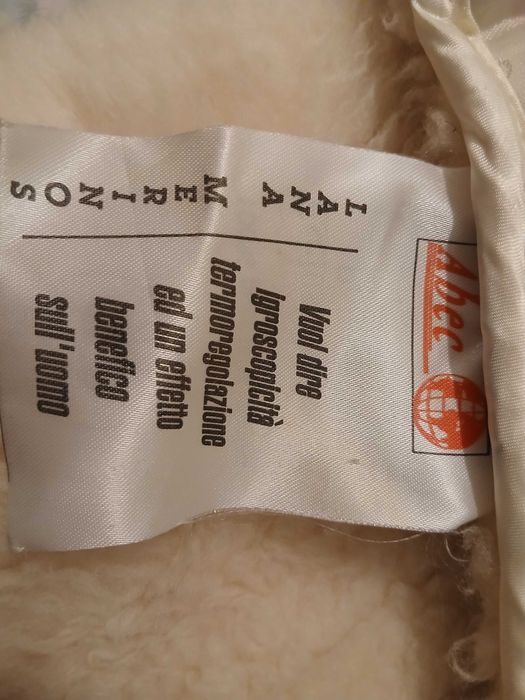 Abec
LANA
MERINOS
Vuol dire
Igroscopicità
termoregolazione
ed un effetto
benefico
sull'uomo